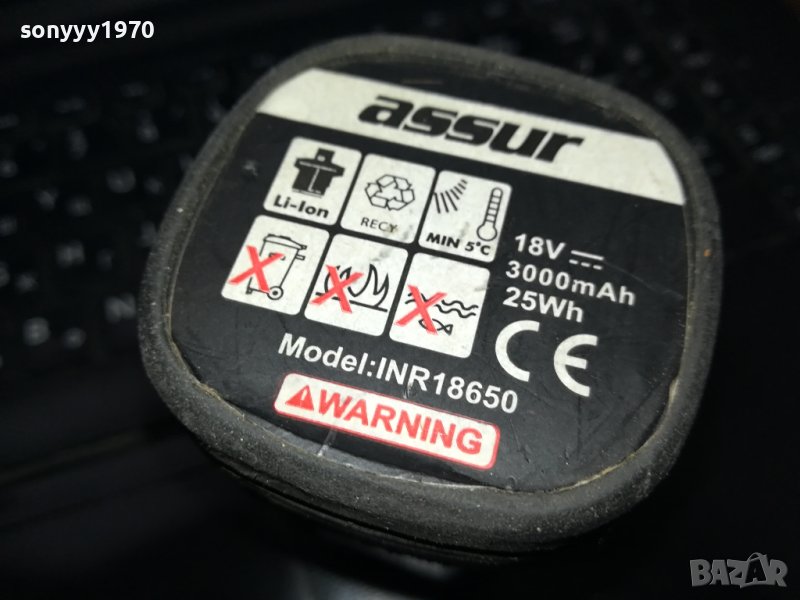 sonyyy1970
assur
Li-Ion
RECY
MIN 5°C
18V
3000mAh
25Wh
CE
Model:INR18650
WARNING
BAZAR